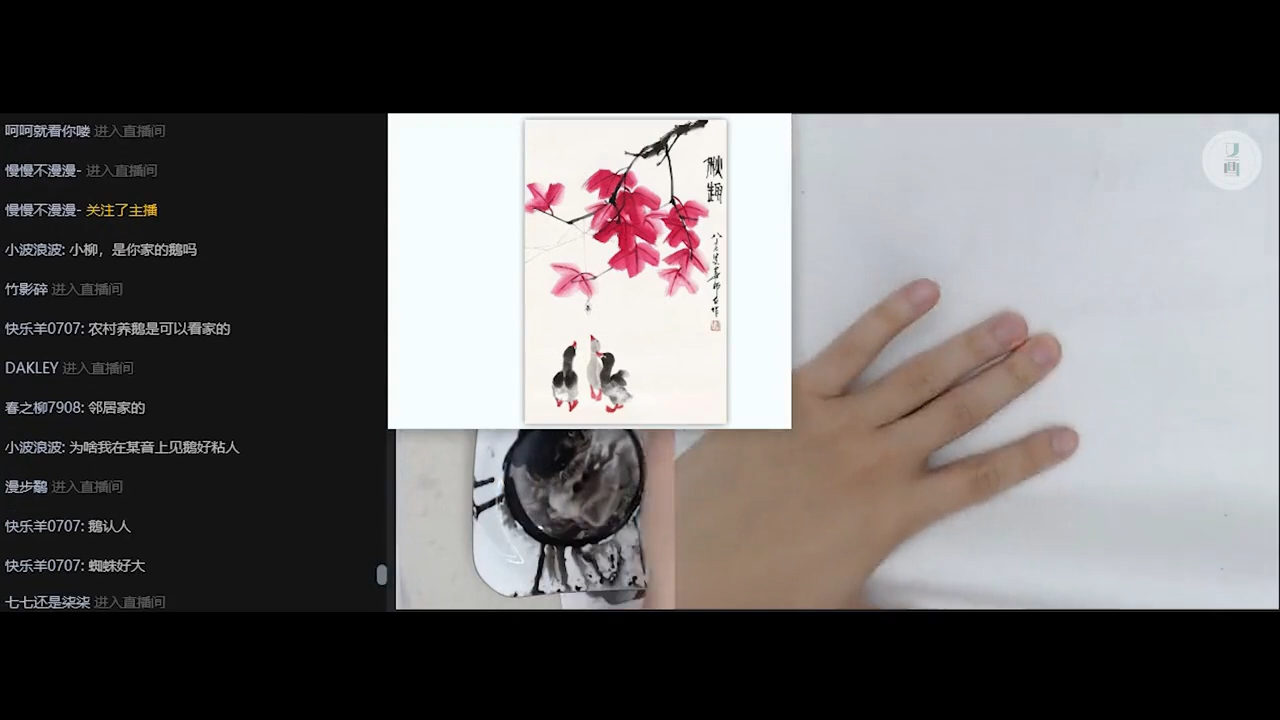 呵呵就看你喽 进入直播间
慢慢不漫漫- 进入直播间
慢慢不漫漫- 关注了主播
小波浪波: 小柳，是你家的鹅吗
竹影碎 进入直播间
快乐羊0707: 农村养鹅是可以看家的
DAKLEY 进入直播间
春之柳7908: 邻居家的
小波浪波: 为啥我在某音上见鹅好粘人
漫步鹬 进入直播间
快乐羊0707: 鹅认人
快乐羊0707: 蜘蛛好大
七七还是柒柒 进入直播间
秋趣